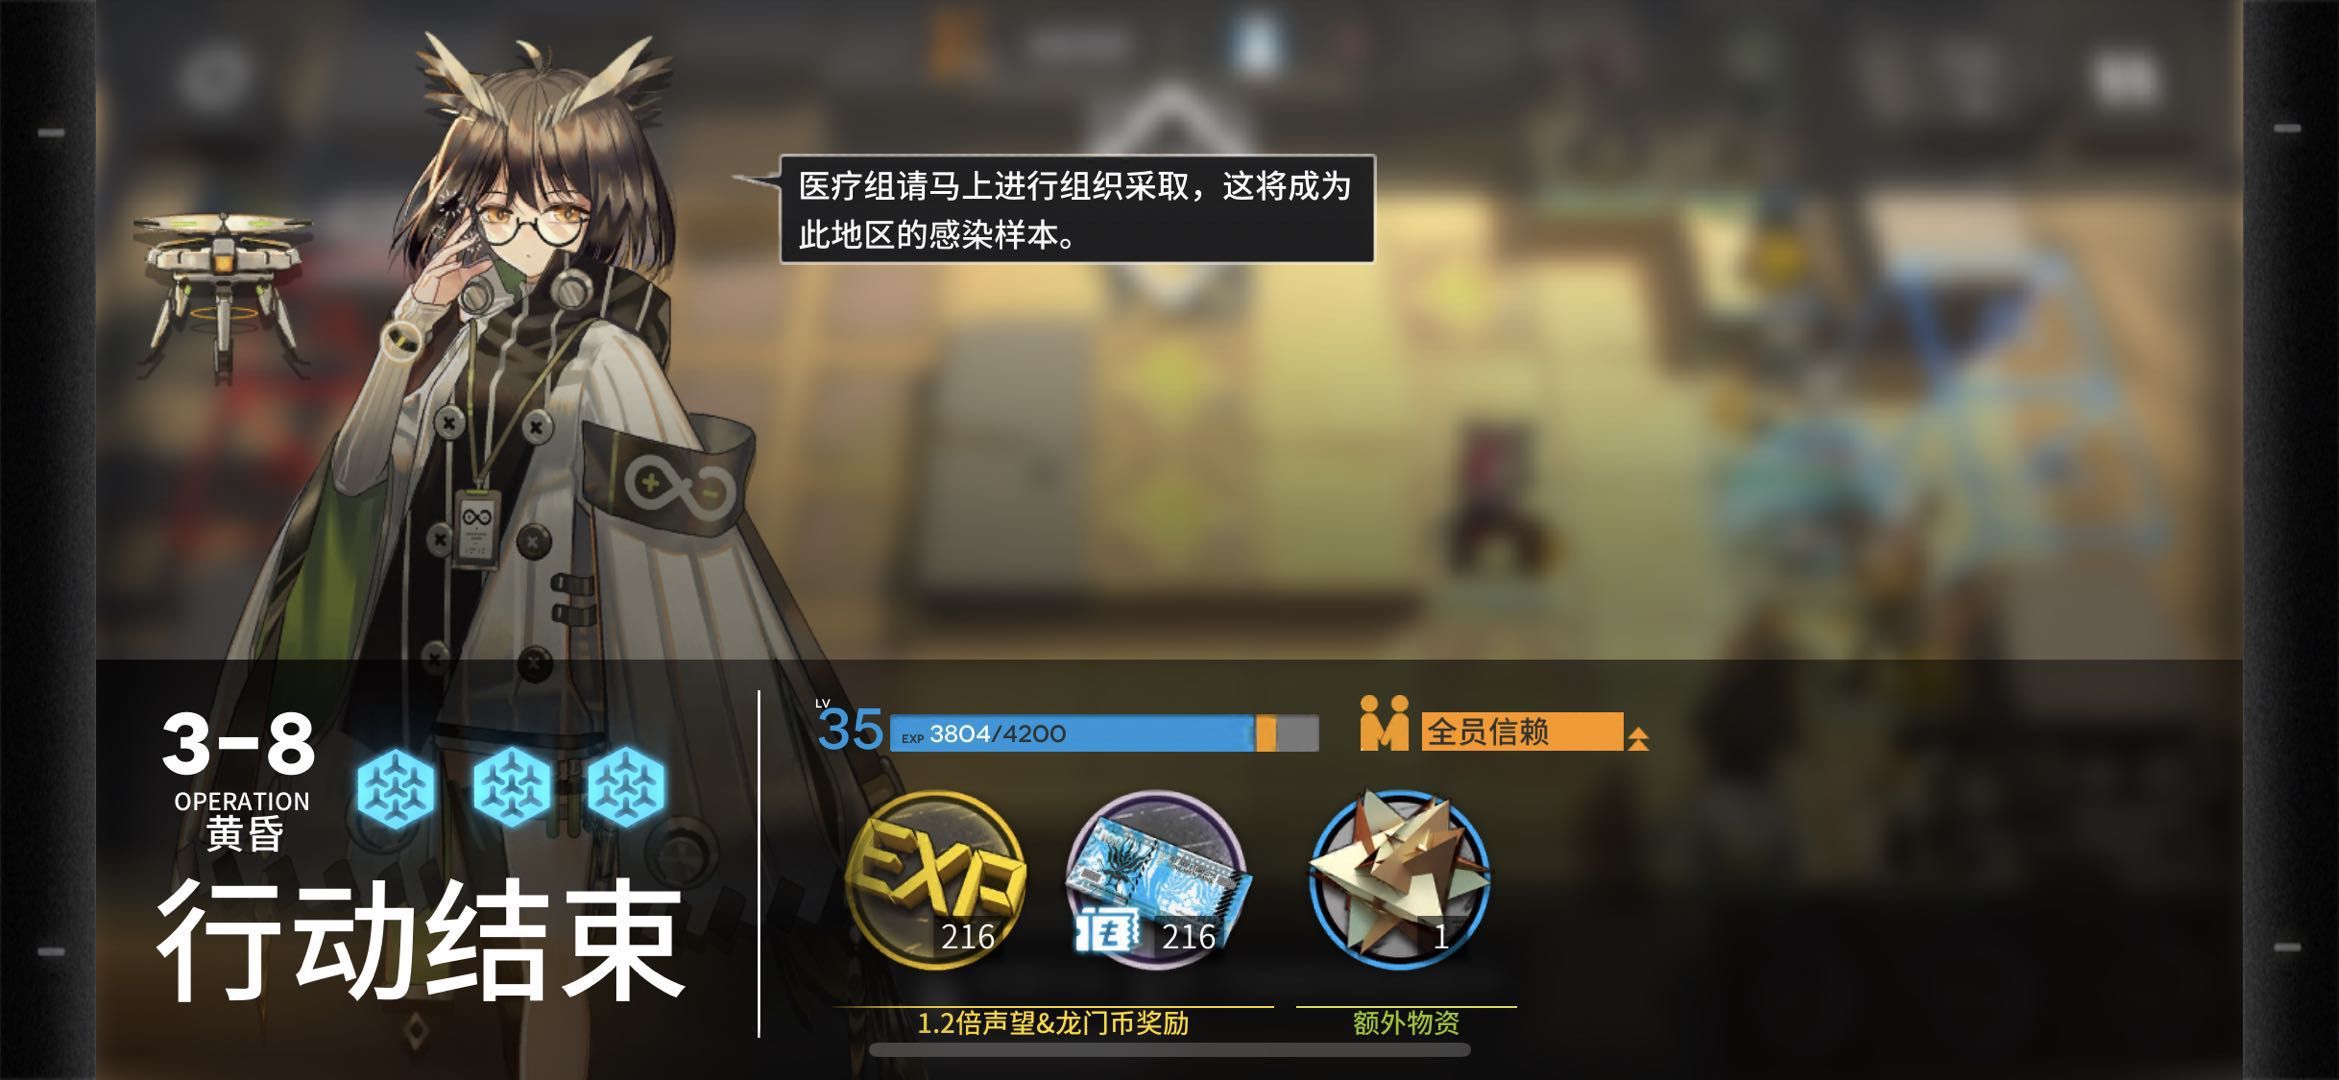 医疗组请马上进行组织采取，这将成为
此地区的感染样本。
3-8
OPERATION
黄昏
行动结束
LV
35
EXP 3804/4200
全员信赖
EXP
216
216
1
1.2倍声望&龙门币奖励
额外物资